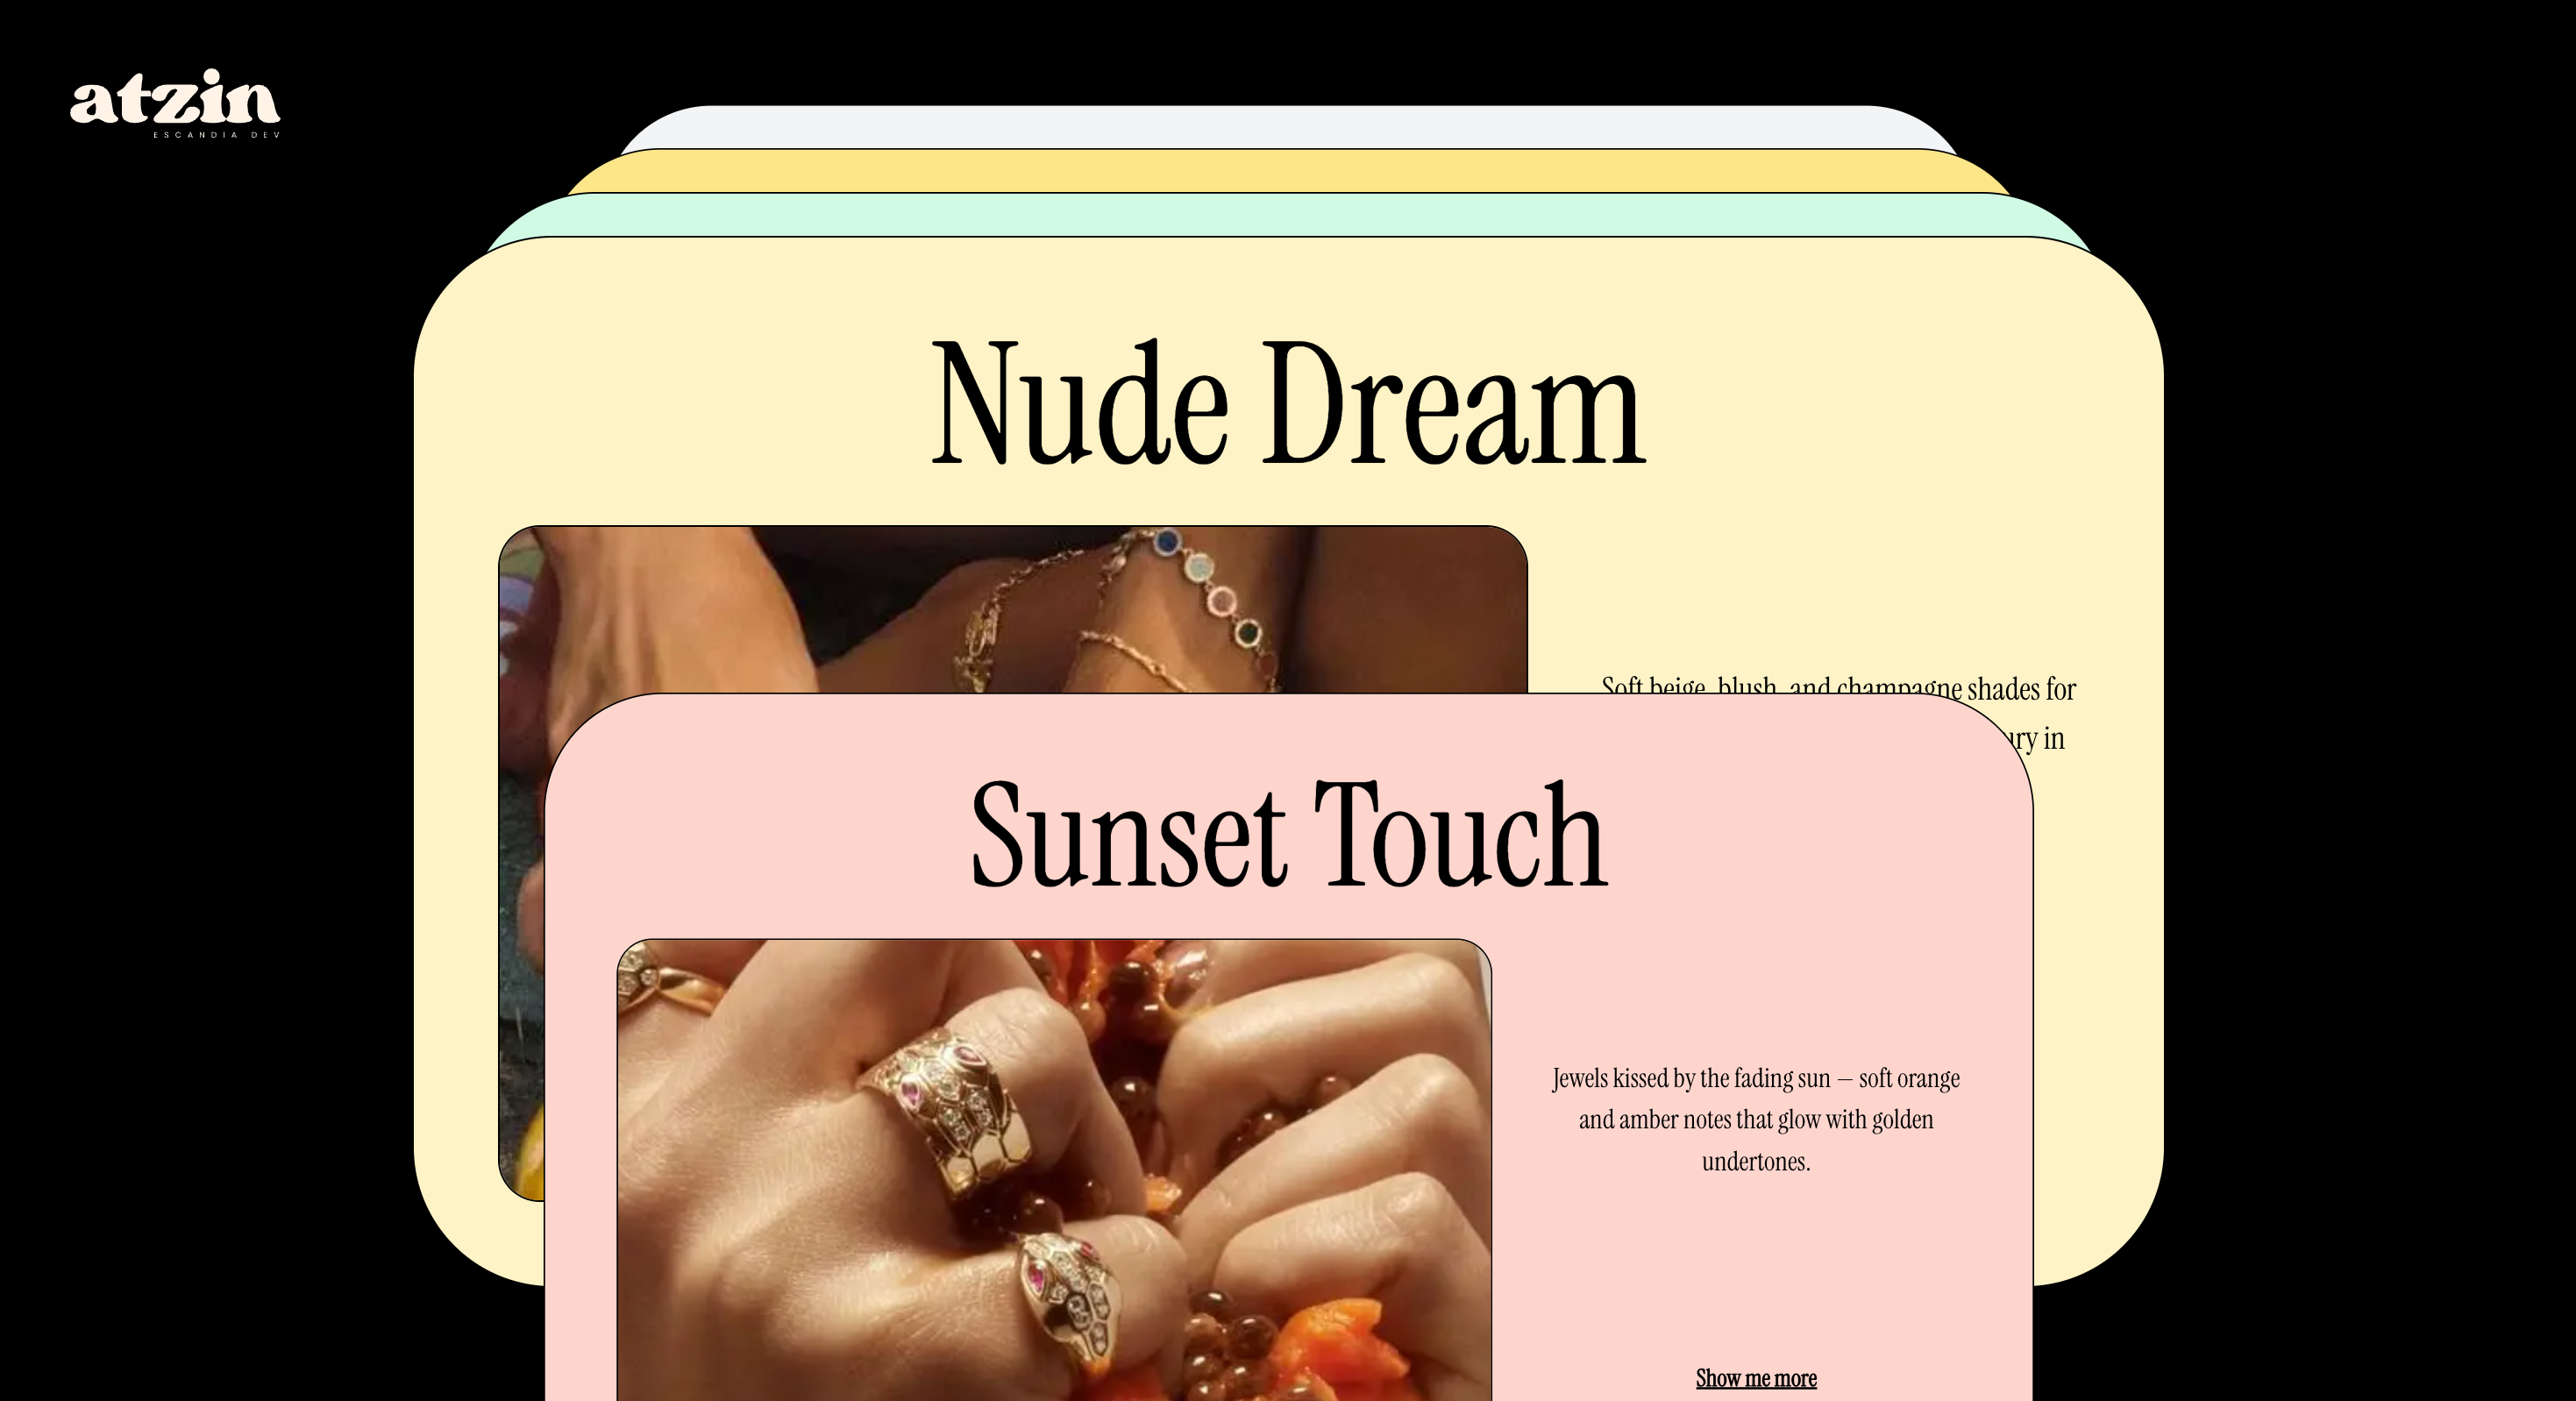 atzin
ESCANDIA DEV
Nude Dream
Soft beige, blush, and champagne shades for
in
Sunset Touch
Jewels kissed by the fading sun — soft orange
and amber notes that glow with golden
undertones.
Show me more